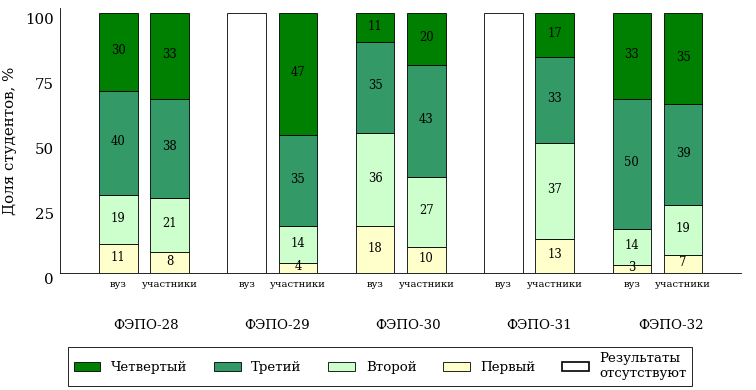 100
75
50
25
0
Доля студентов, %
30 33 47 11 20 17 33 35
40 38 35 35 43 33 50 39
19 21 14 36 27 37 14 19
11 8 4 18 10 13 3 7
вуз участники вуз участники вуз участники вуз участники вуз участники
ФЭПО-28 ФЭПО-29 ФЭПО-30 ФЭПО-31 ФЭПО-32
Четвертый Третий Второй Первый Результаты
отсутствуют